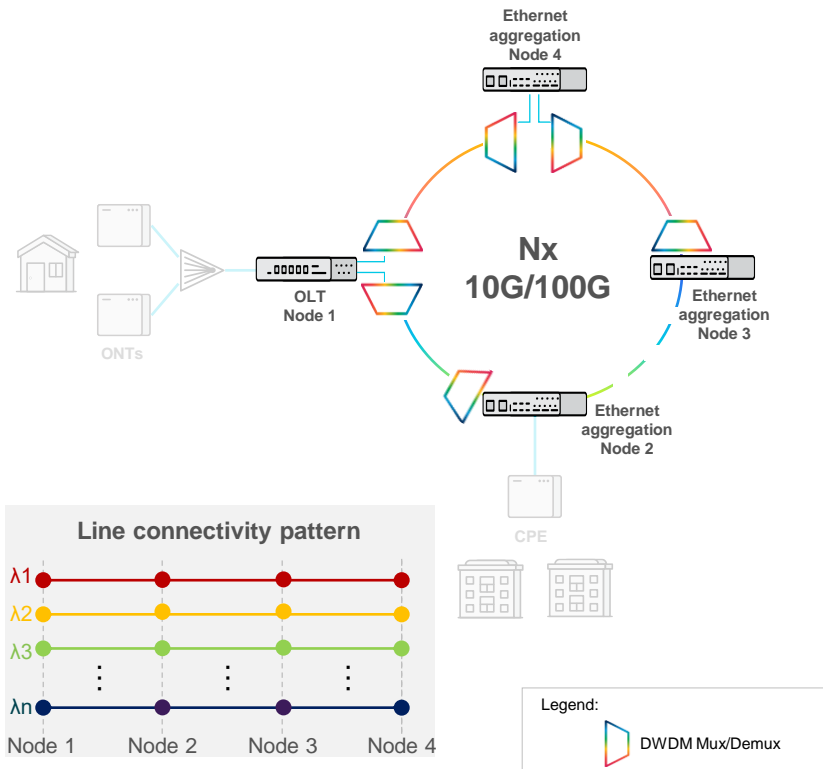 Ethernet
aggregation
Node 4
Nx
10G/100G
OLT
Node 1
Ethernet
aggregation
Node 3
ONTs
Ethernet
aggregation
Node 2
CPE
Line connectivity pattern
λ1
λ2
λ3
λn
Node 1 Node 2 Node 3 Node 4
Legend:
DWDM Mux/Demux